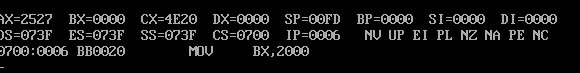 AX=2527  BX=0000  CX=4E20  DX=0000  SP=00FD  BP=0000  SI=0000  DI=0000
DS=073F  ES=073F  SS=073F  CS=0700  IP=0006   NV UP EI PL NZ NA PE NC
0700:0006 BB0020        MOV     BX,2000
-